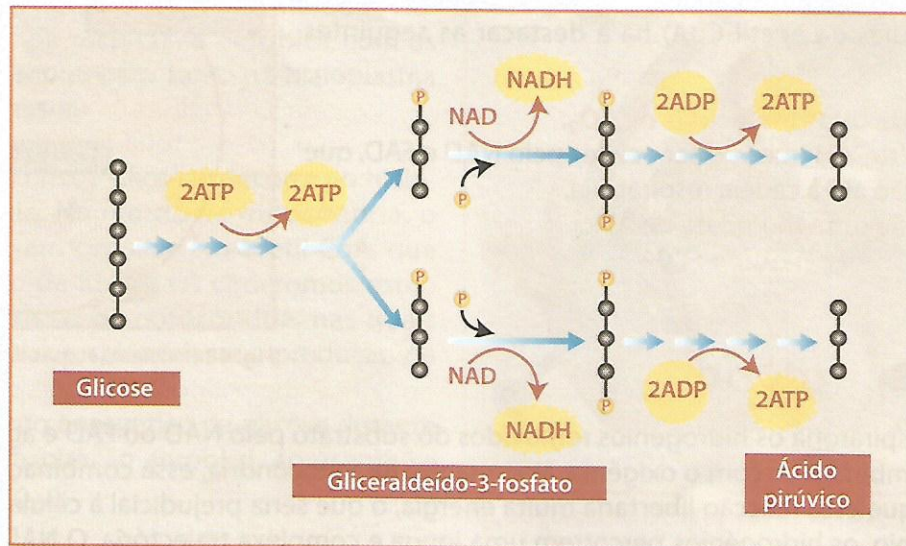 P
NAD
NADH
P
P
P
2ADP
2ATP
2ATP
2ATP
P
P
NAD
NADH
P
P
2ADP
2ATP
Glicose
Gliceraldeído-3-fosfato
Ácido
pirúvico